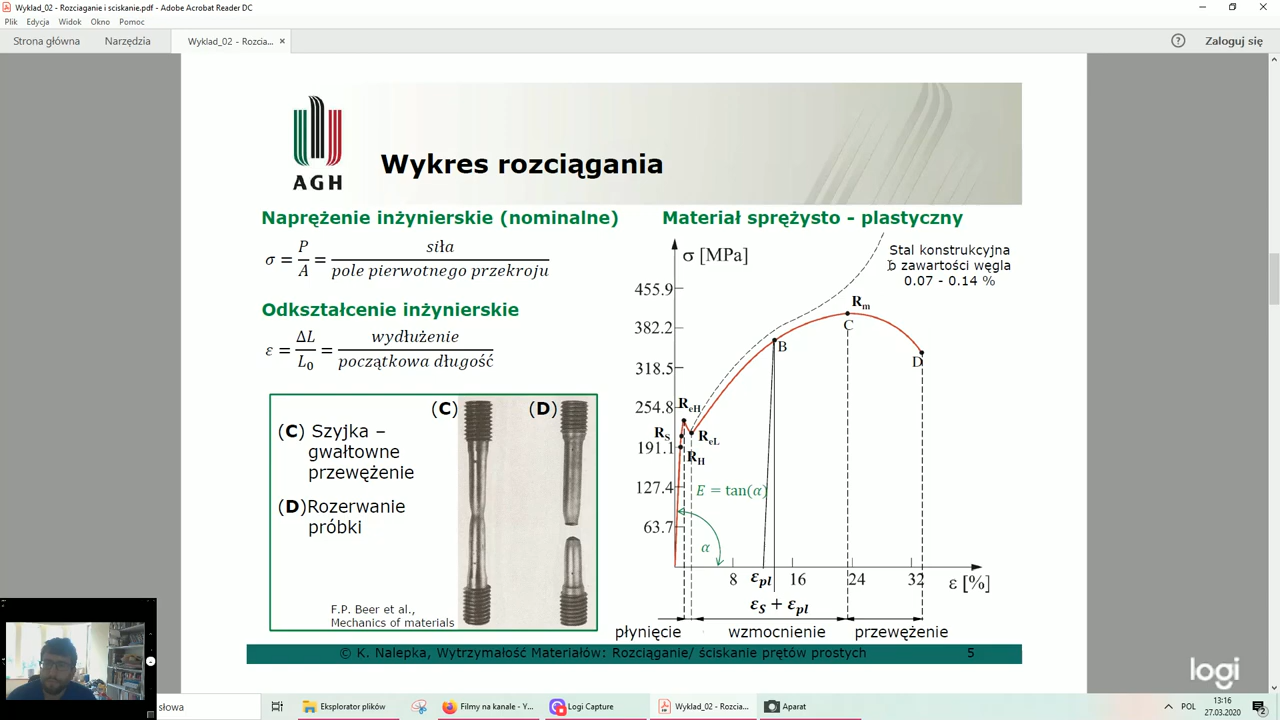 Wyklad_02 - Rozciaganie i sciskanie.pdf - Adobe Acrobat Reader DC
Plik Edycja Widok Okno Pomoc
Strona główna Narzędzia Wyklad_02 - Rozcia... × Zaloguj się
AGH
Wykres rozciągania
Naprężenie inżynierskie (nominalne)
σ = P/A = siła/pole pierwotnego przekroju
Odkształcenie inżynierskie
ε = ΔL/L₀ = wydłużenie/początkowa długość
(C) (D)
(C) Szyjka –
gwałtowne
przewężenie
(D)Rozerwanie
próbki
F.P. Beer et al.,
Mechanics of materials
Materiał sprężysto - plastyczny
σ [MPa]
Stal konstrukcyjna
o zawartości węgla
0.07 - 0.14 %
455.9
382.2
318.5
254.8
191.1
127.4
63.7
Rm
C
B
D
ReH
RS
ReL
RH
E = tan(α)
α
8 εpl 16 24 32 ε [%]
εS + εpl
płynięcie wzmocnienie przewężenie
© K. Nalepka, Wytrzymałość Materiałów: Rozciąganie/ ściskanie prętów prostych 5
logi
słowa
Eksplorator plików
Filmy na kanale - Y...
Logi Capture
Wyklad_02 - Rozcia...
Aparat
POL
13:16
27.03.2020
2